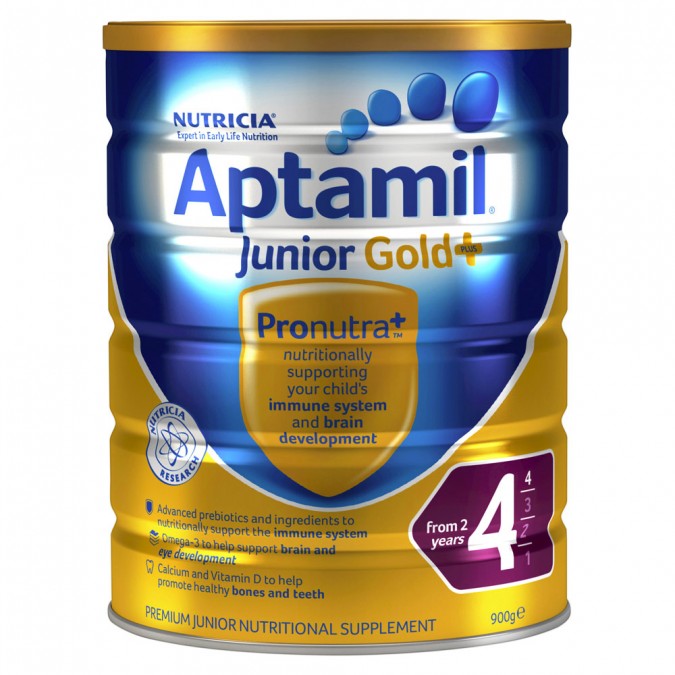 NUTRICIA
Expert in Early Life Nutrition
Aptamil®
Junior Gold+
PLUS
Pronutra+™
nutritionally
supporting
your child's
immune system
and brain
development
NUTRICIA
RESEARCH
Advanced prebiotics and ingredients to
nutritionally support the immune system
Omega-3 to help support brain and
eye development
Calcium and Vitamin D to help
promote healthy bones and teeth
From 2
years
4
4
3
2
1
PREMIUM JUNIOR NUTRITIONAL SUPPLEMENT
900g℮